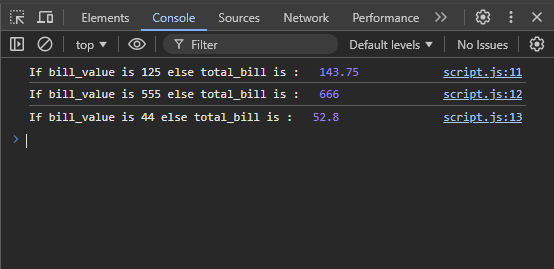 Elements Console Sources Network Performance »
top Filter Default levels No Issues
If bill_value is 125 else total_bill is : 143.75 script.js:11
If bill_value is 555 else total_bill is : 666 script.js:12
If bill_value is 44 else total_bill is : 52.8 script.js:13
>